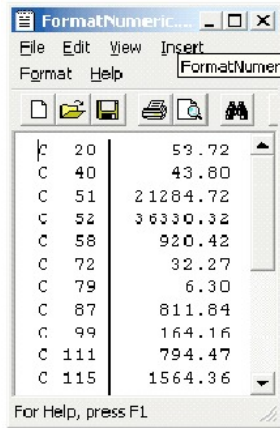 FormatNumeric....
File Edit View Insert
Format Help
FormatNumer
C 20 53.72
C 40 43.80
C 51 21284.72
C 52 36330.32
C 58 920.42
C 72 32.27
C 79 6.30
C 87 811.84
C 99 164.16
C 111 794.47
C 115 1564.36
For Help, press F1